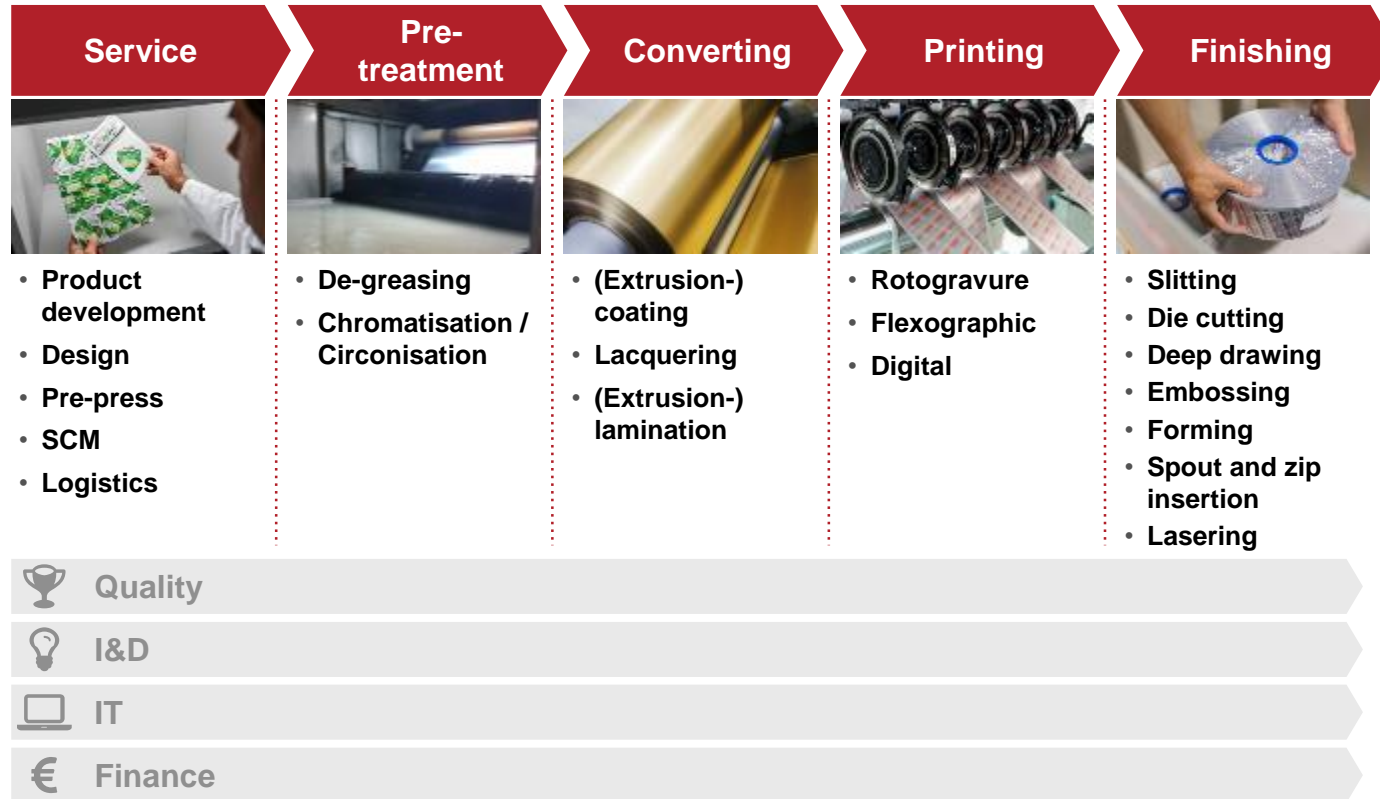 Service
Pre-
treatment
Converting
Printing
Finishing
• Product
development
• Design
• Pre-press
• SCM
• Logistics
• De-greasing
• Chromatisation /
Circonisation
• (Extrusion-)
coating
• Lacquering
• (Extrusion-)
lamination
• Rotogravure
• Flexographic
• Digital
• Slitting
• Die cutting
• Deep drawing
• Embossing
• Forming
• Spout and zip
insertion
• Lasering
Quality
I&D
IT
€ Finance